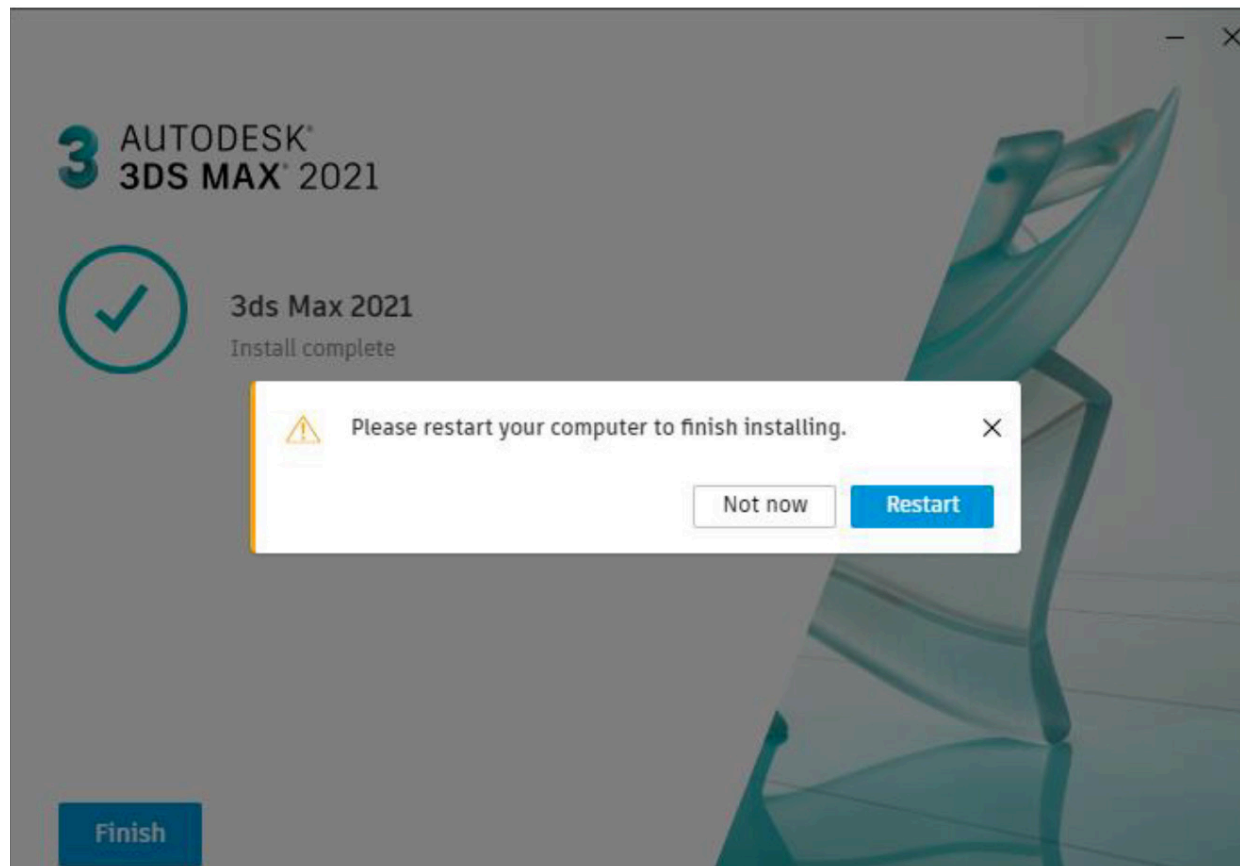 3 AUTODESK®
3DS MAX® 2021
3ds Max 2021
Install complete
Please restart your computer to finish installing.
Not now
Restart
Finish